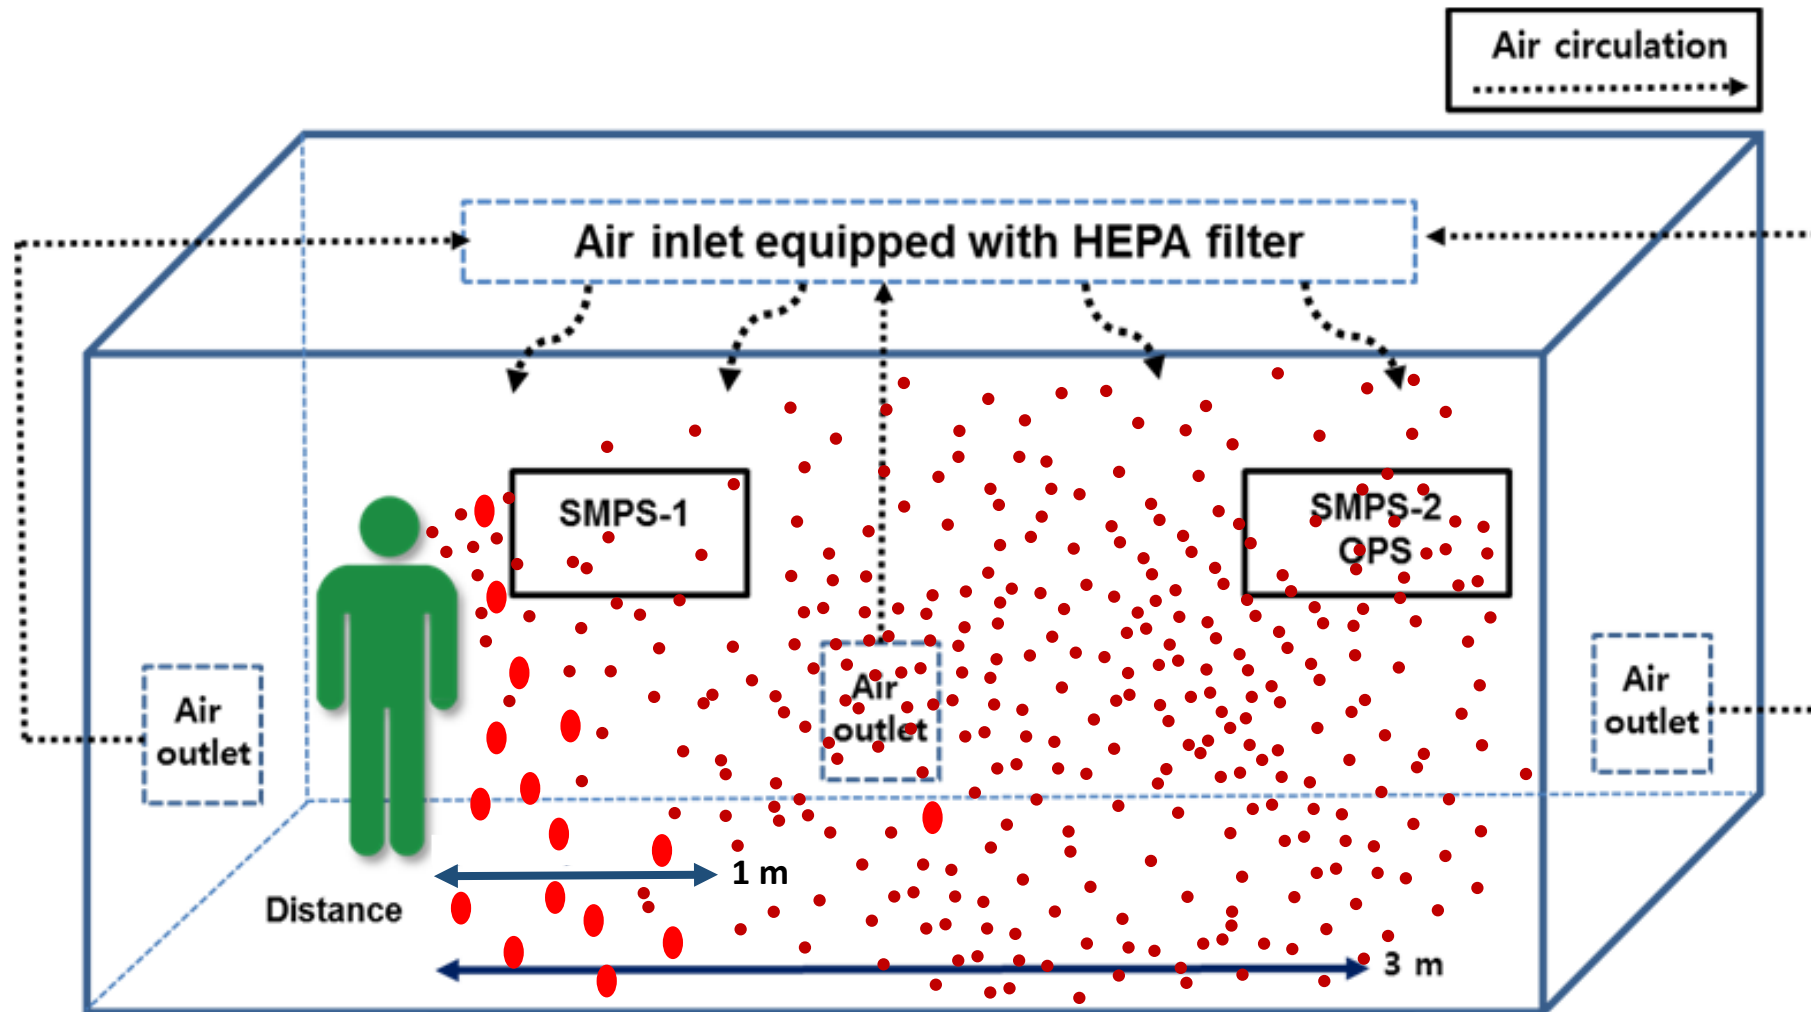 Air circulation
Air inlet equipped with HEPA filter
SMPS-1
SMPS-2
OPS
Air
outlet
Air
outlet
Air
outlet
1 m
Distance
3 m